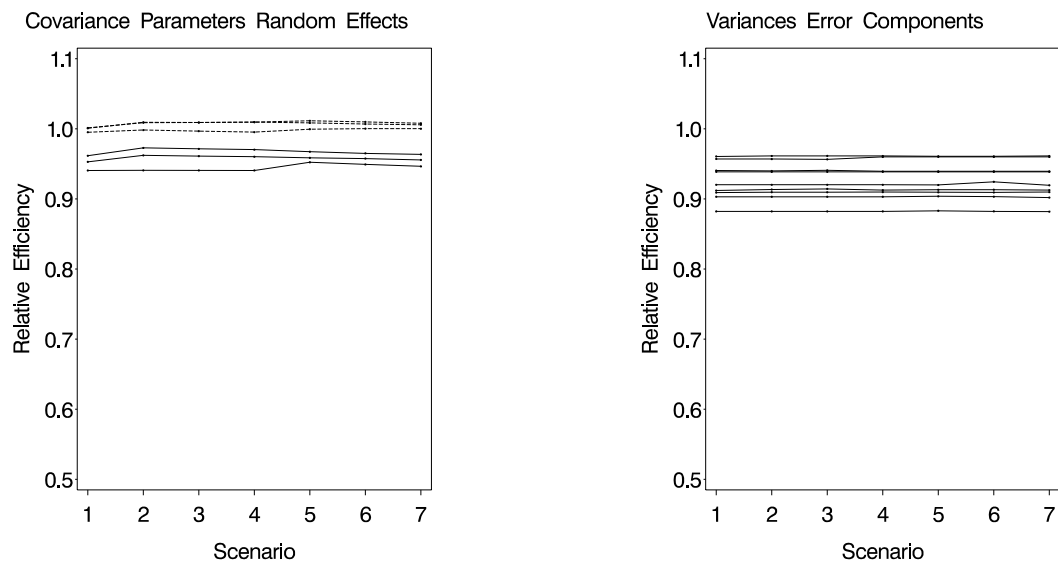 Covariance Parameters Random Effects
1.1
1.0
0.9
0.8
0.7
0.6
0.5
Relative Efficiency
1 2 3 4 5 6 7
Scenario
Variances Error Components
1.1
1.0
0.9
0.8
0.7
0.6
0.5
Relative Efficiency
1 2 3 4 5 6 7
Scenario